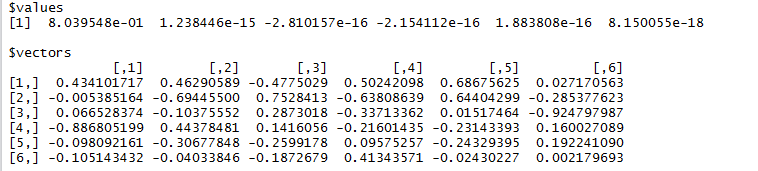 $values
[1]  8.039548e-01  1.238446e-15 -2.810157e-16 -2.154112e-16  1.883808e-16  8.150055e-18
$vectors
             [,1]        [,2]       [,3]        [,4]        [,5]         [,6]
[1,]  0.434101717  0.46290589 -0.4775029  0.50242098  0.68675625  0.027170563
[2,] -0.005385164 -0.69445500  0.7528413 -0.63808639  0.64404299 -0.285377623
[3,]  0.066528374 -0.10375552  0.2873018 -0.33713362  0.01517464 -0.924797987
[4,] -0.886805199  0.44378481  0.1416056 -0.21601435 -0.23143393  0.160027089
[5,] -0.098092161 -0.30677848 -0.2599178  0.09575257 -0.24329395  0.192241090
[6,] -0.105143432 -0.04033846 -0.1872679  0.41343571 -0.02430227  0.002179693